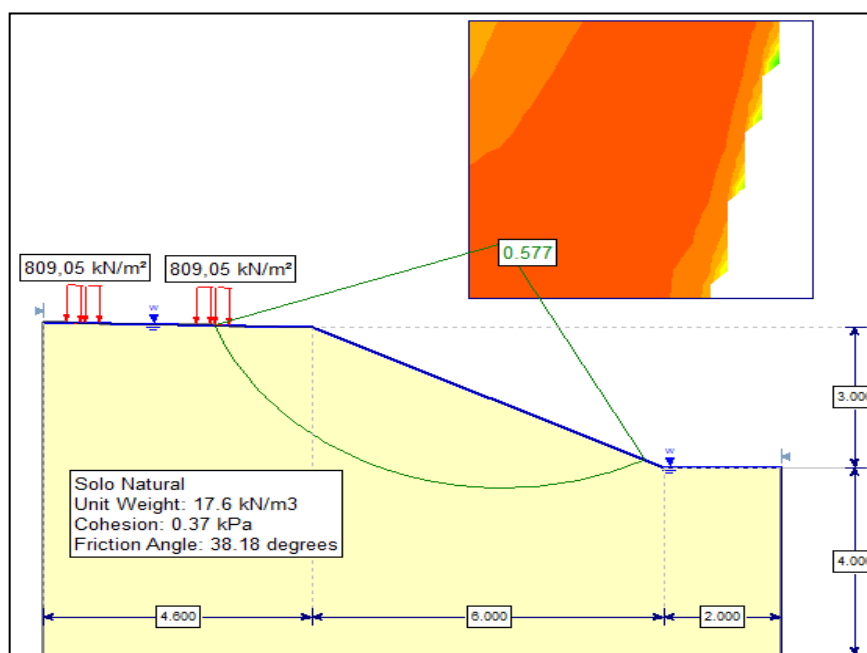 0.577
809,05 kN/m²
809,05 kN/m²
W
3.000
W
Solo Natural
Unit Weight: 17.6 kN/m3
Cohesion: 0.37 kPa
Friction Angle: 38.18 degrees
4.000
4.600
6.000
2.000